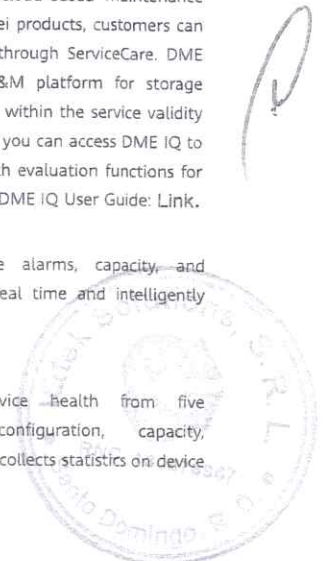 ei products, customers can
through ServiceCare. DME
&M platform for storage
within the service validity
you can access DME IQ to
h evaluation functions for
DME IQ User Guide: Link.
e alarms, capacity, and
eal time and intelligently
vice health from five
onfiguration, capacity,
collects statistics on device
Solutions, S.R.L.
Santo Domingo, R.D.